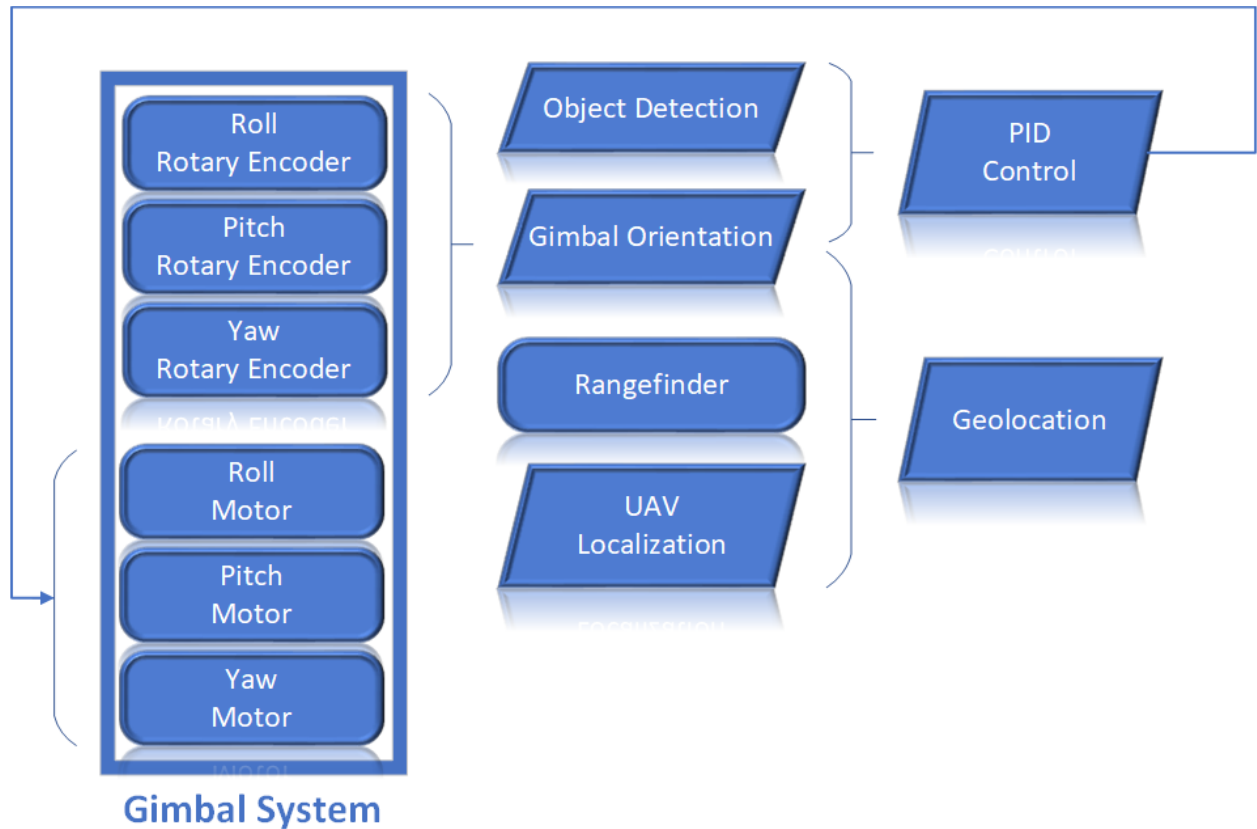 Roll
Rotary Encoder
Pitch
Rotary Encoder
Yaw
Rotary Encoder
Roll
Motor
Pitch
Motor
Yaw
Motor
Gimbal System
Object Detection
Gimbal Orientation
Rangefinder
UAV
Localization
PID
Control
Geolocation